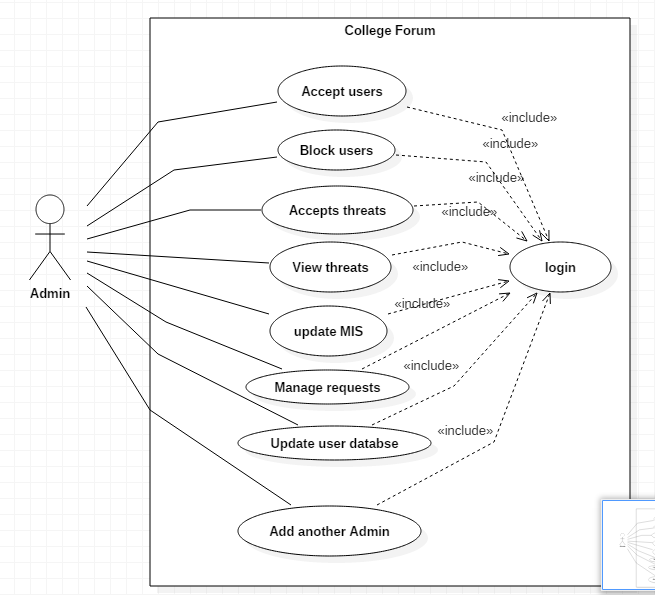 College Forum
Accept users
«include»
Block users
«include»
«include»
Accepts threats
«include»
View threats
«include»
login
Admin
update MIS
«include»
Manage requests
«include»
Update user databse
«include»
Add another Admin